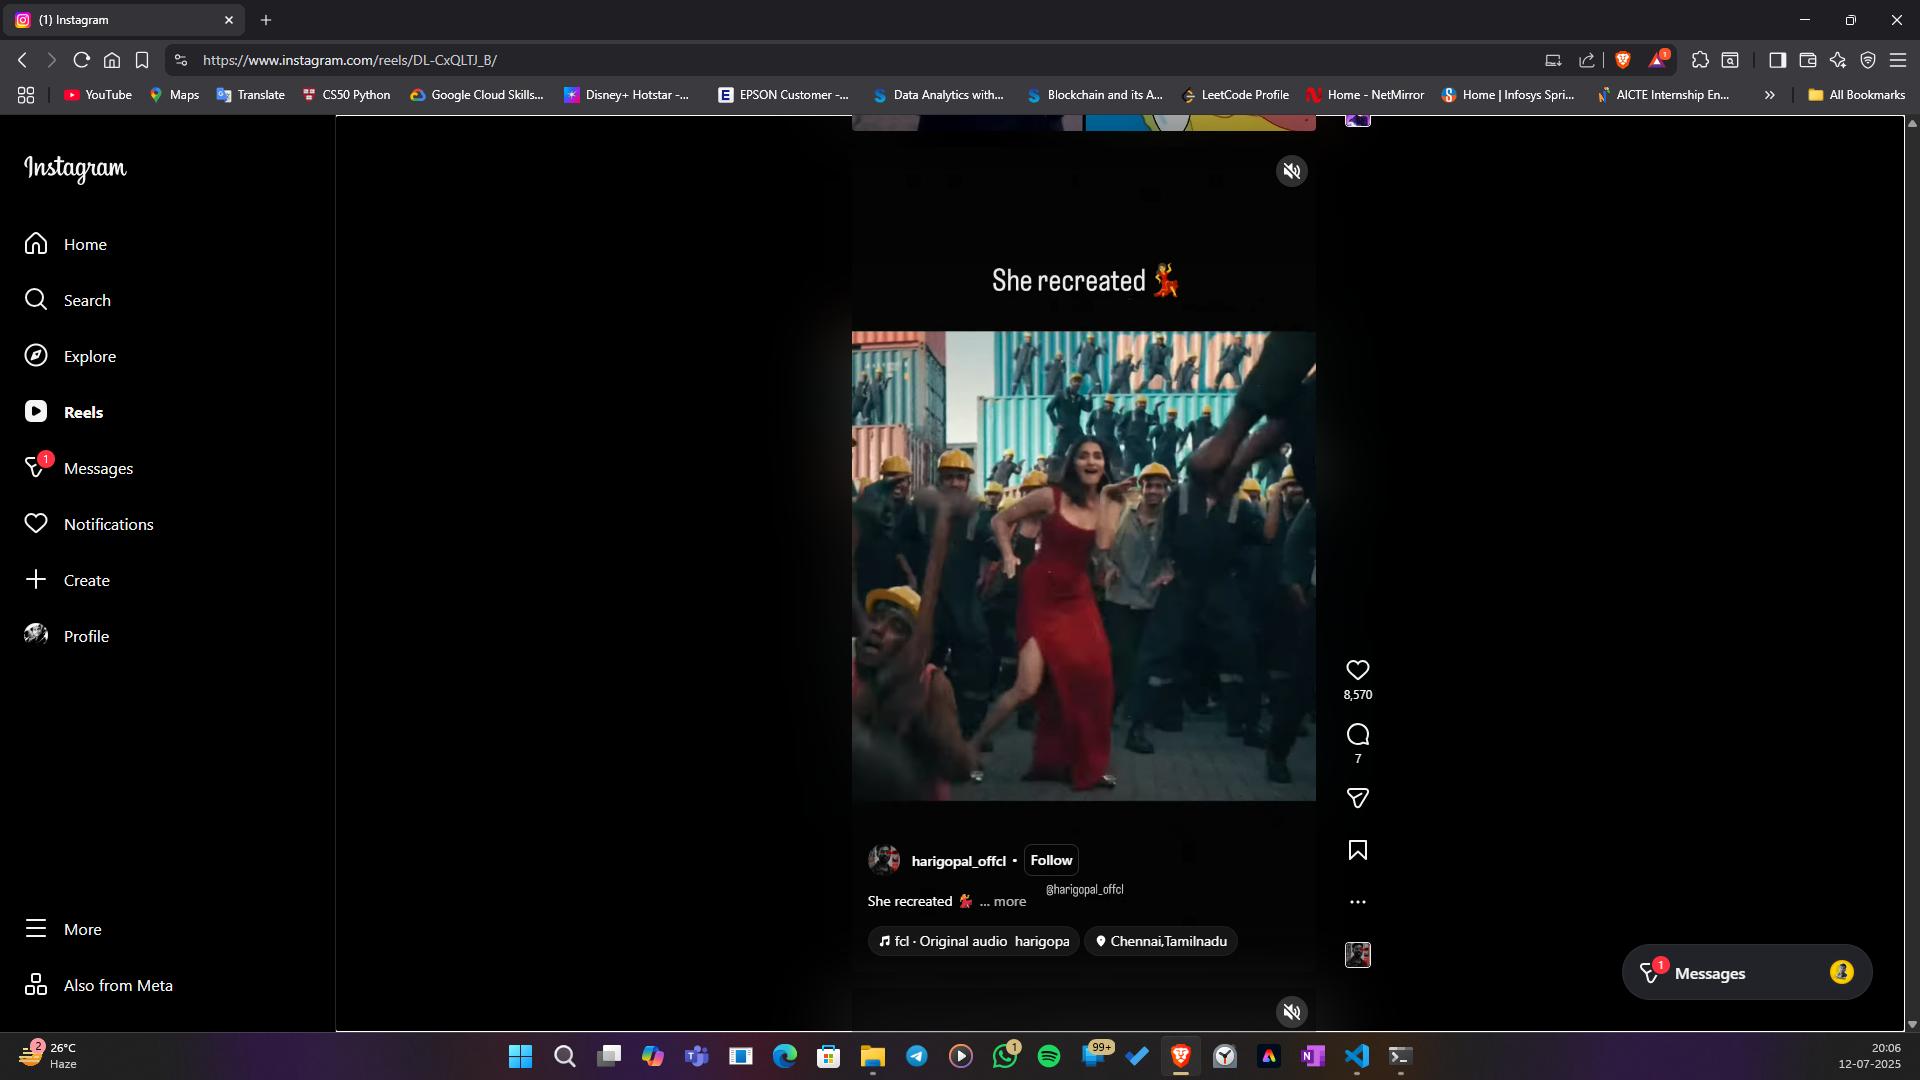 (1) Instagram
https://www.instagram.com/reels/DL-CxQLTJ_B/
1
YouTube
Maps
Translate
CS50 Python
Google Cloud Skills...
Disney+ Hotstar -...
EPSON Customer -...
Data Analytics with...
Blockchain and its A...
LeetCode Profile
Home - NetMirror
Home | Infosys Spri...
AICTE Internship En...
All Bookmarks
Instagram
Home
Search
Explore
Reels
1
Messages
Notifications
Create
Profile
More
Also from Meta
She recreated 💃
8,570
7
harigopal_offcl • Follow
@harigopal_offcl
She recreated 💃 ... more
fcl · Original audio harigopa
Chennai,Tamilnadu
1
Messages
2
26°C
Haze
1
99+
20:06
12-07-2025